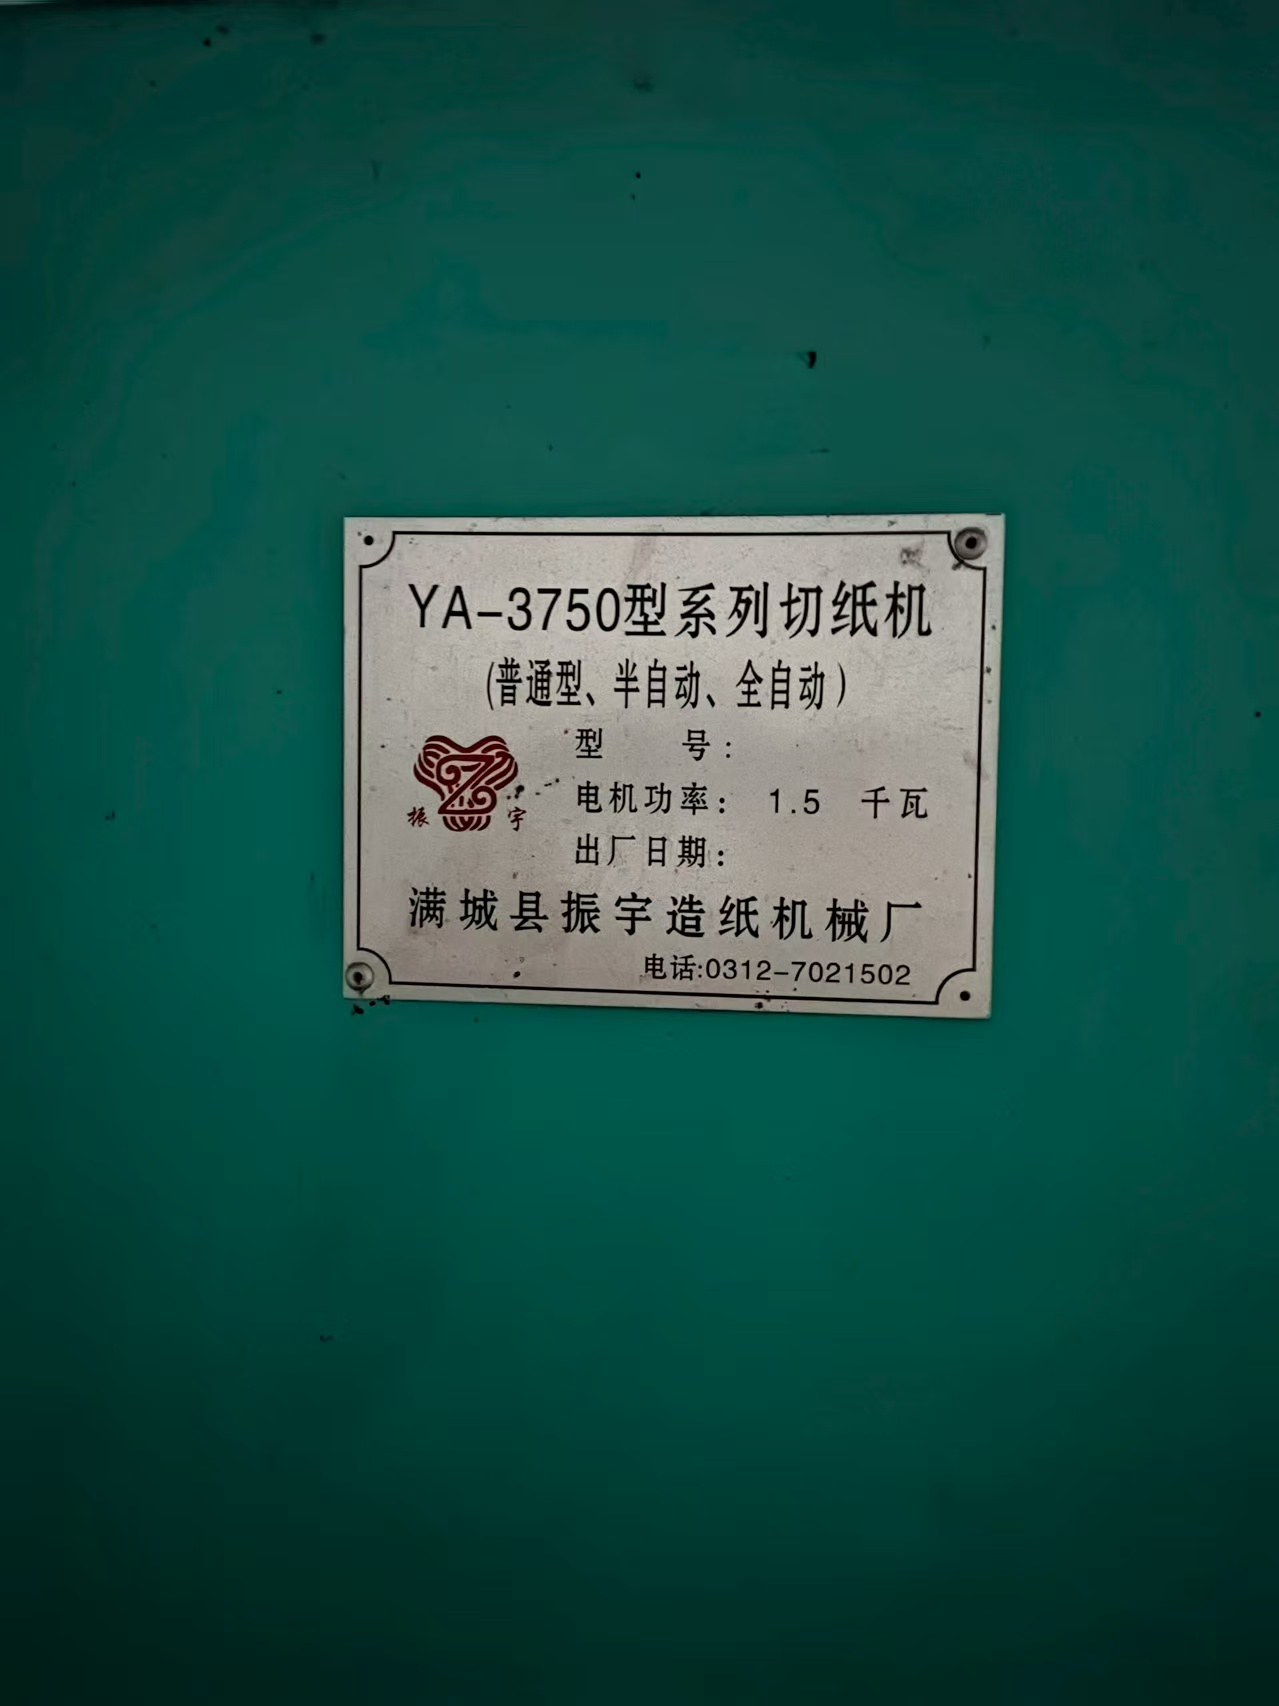 YA-3750型系列切纸机
(普通型、半自动、全自动)
型 号:
振 宇
电机功率: 1.5 千瓦
出厂日期:
满城县振宇造纸机械厂
电话:0312-7021502